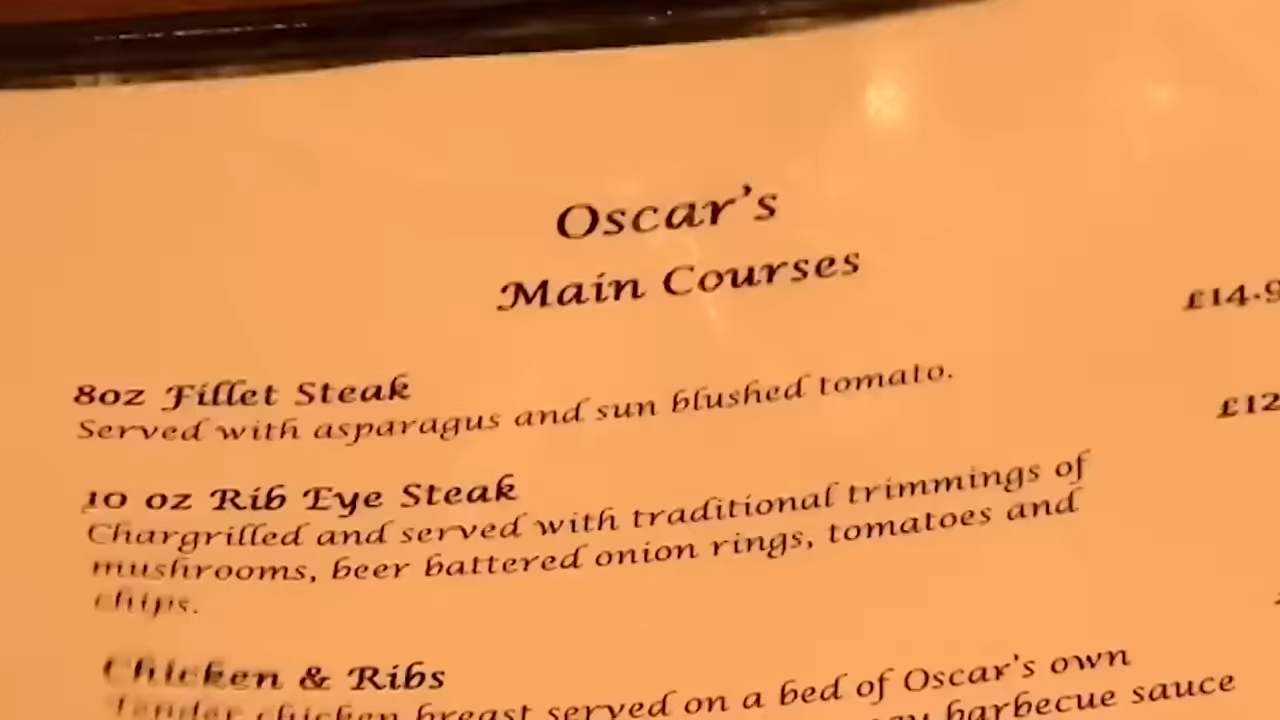 Oscar's
Main Courses
£14.9
8oz Fillet Steak
Served with asparagus and sun blushed tomato.
£12
10 oz Rib Eye Steak
Chargrilled and served with traditional trimmings of
mushrooms, beer battered onion rings, tomatoes and
chips.
Chicken & Ribs
Tender chicken breast served on a bed of Oscar's own
barbecue sauce